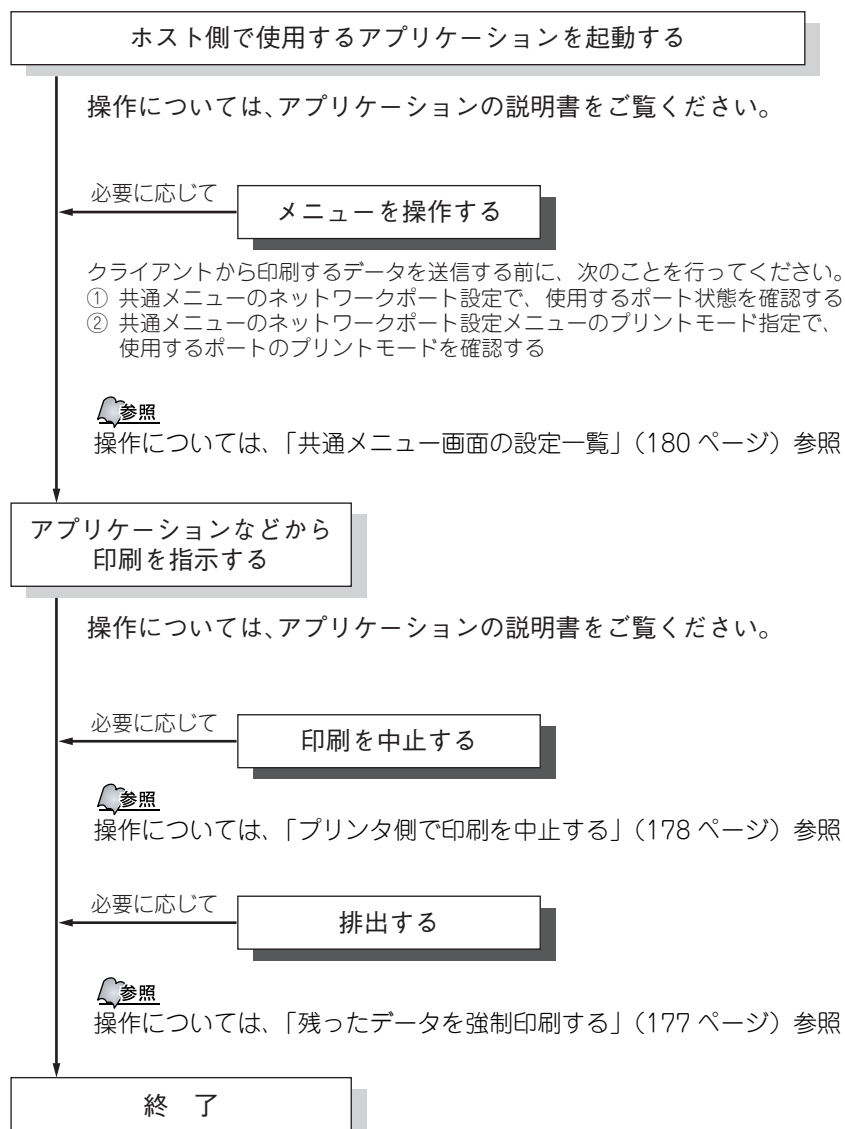 ホスト側で使用するアプリケーションを起動する
操作については、アプリケーションの説明書をご覧ください。
必要に応じて
メニューを操作する
クライアントから印刷するデータを送信する前に、次のことを行ってください。
① 共通メニューのネットワークポート設定で、使用するポート状態を確認する
② 共通メニューのネットワークポート設定メニューのプリントモード指定で、
使用するポートのプリントモードを確認する
参照
操作については、「共通メニュー画面の設定一覧」（180 ページ）参照
アプリケーションなどから
印刷を指示する
操作については、アプリケーションの説明書をご覧ください。
必要に応じて
印刷を中止する
参照
操作については、「プリンタ側で印刷を中止する」（178 ページ）参照
必要に応じて
排出する
参照
操作については、「残ったデータを強制印刷する」（177 ページ）参照
終　了